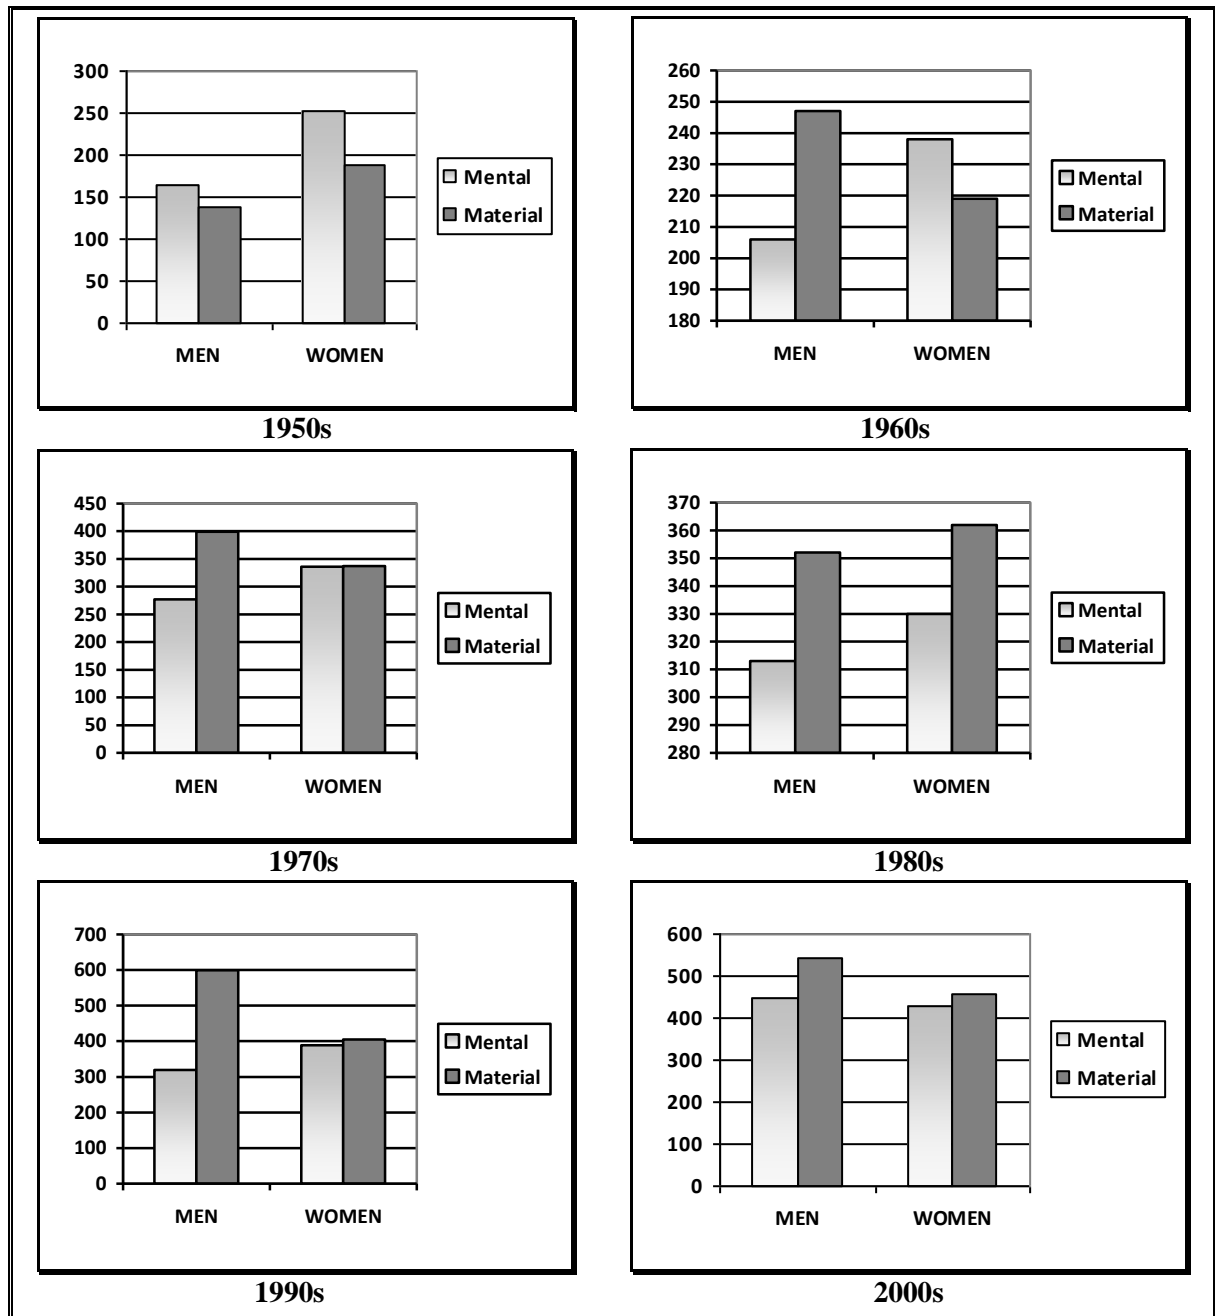 300
250
200
150
100
50
0
MEN WOMEN
Mental
Material
1950s
260
250
240
230
220
210
200
190
180
MEN WOMEN
Mental
Material
1960s
450
400
350
300
250
200
150
100
50
0
MEN WOMEN
Mental
Material
1970s
370
360
350
340
330
320
310
300
290
280
MEN WOMEN
Mental
Material
1980s
700
600
500
400
300
200
100
0
MEN WOMEN
Mental
Material
1990s
600
500
400
300
200
100
0
MEN WOMEN
Mental
Material
2000s